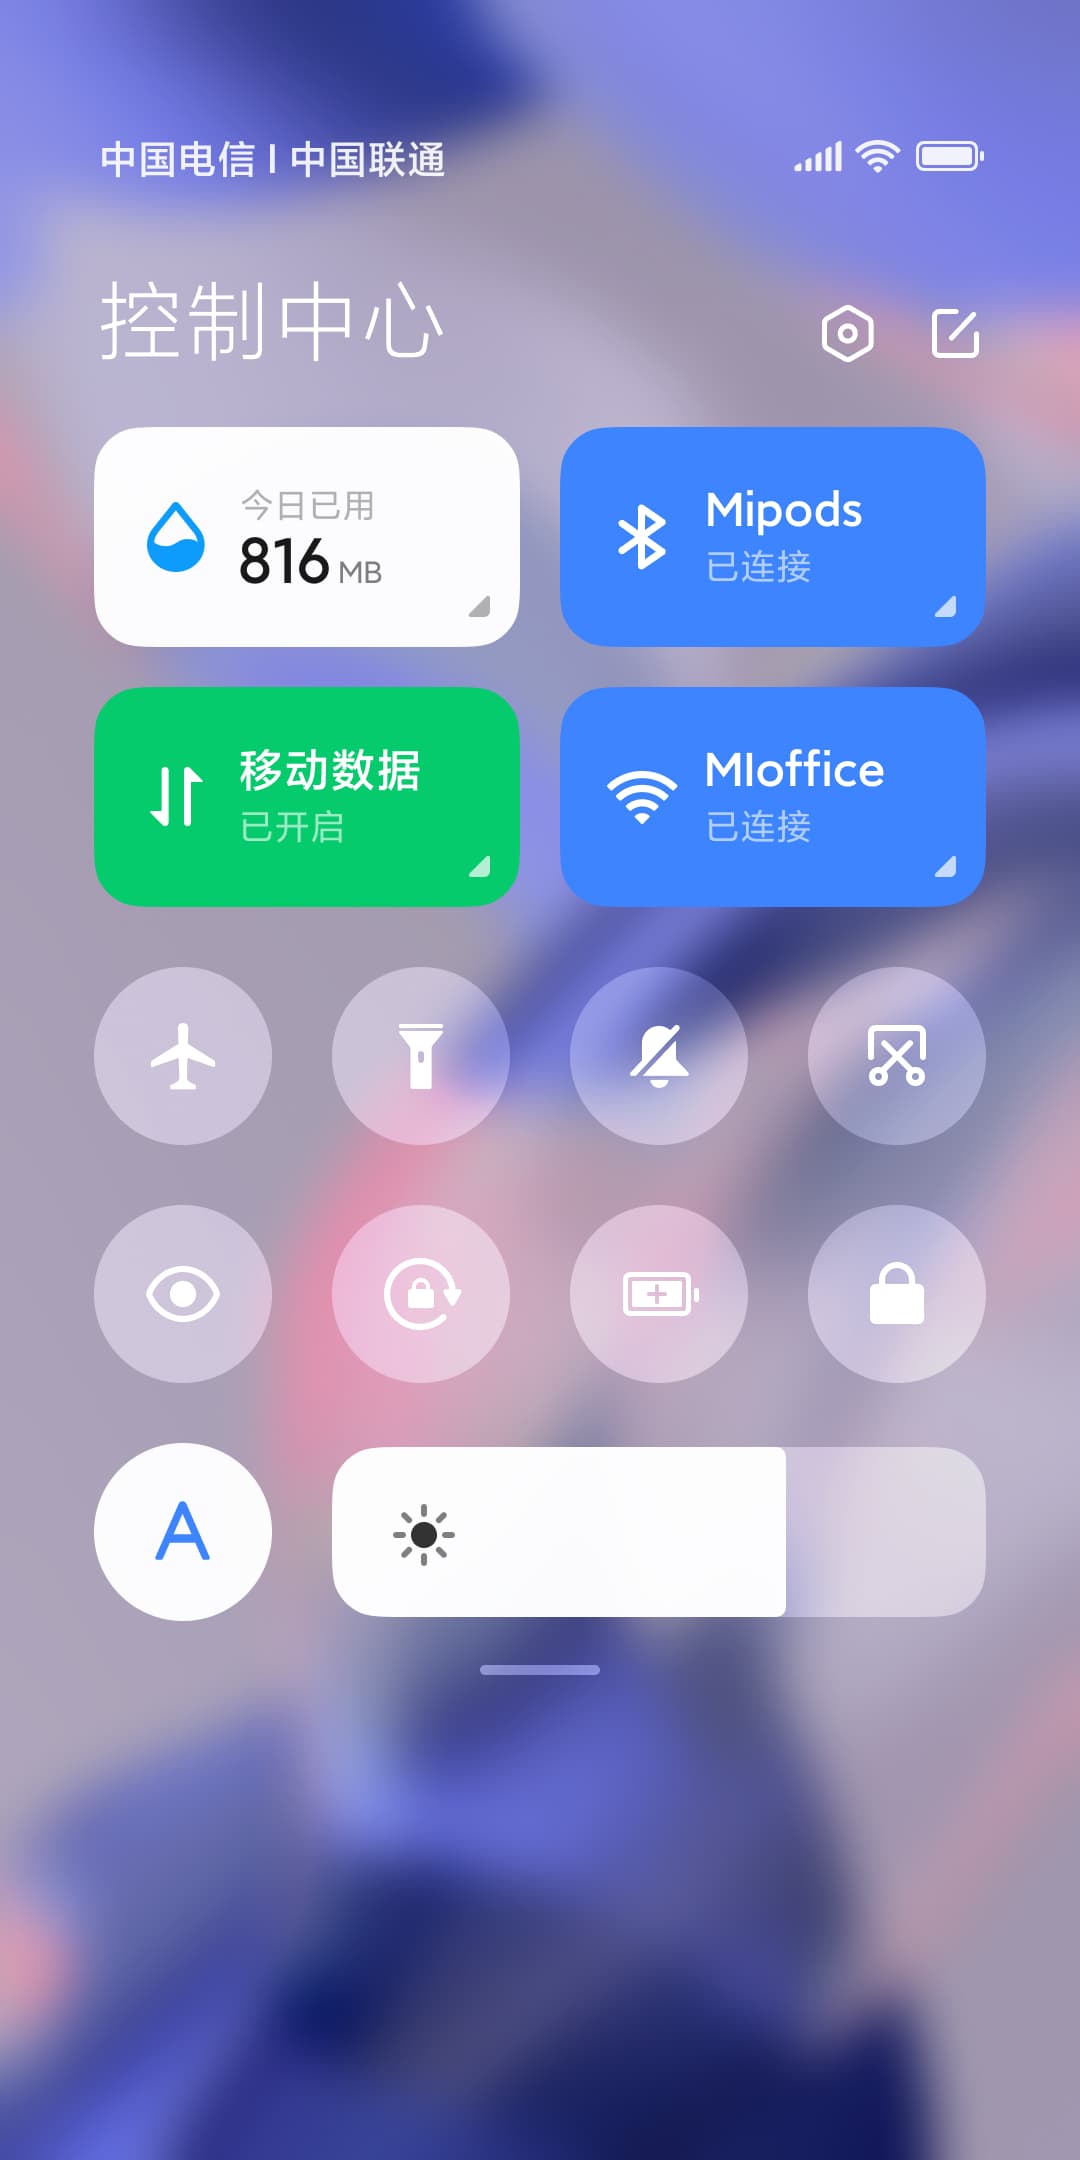 中国电信 | 中国联通
控制中心
今日已用
816 MB
Mipods
已连接
移动数据
已开启
MIoffice
已连接
A